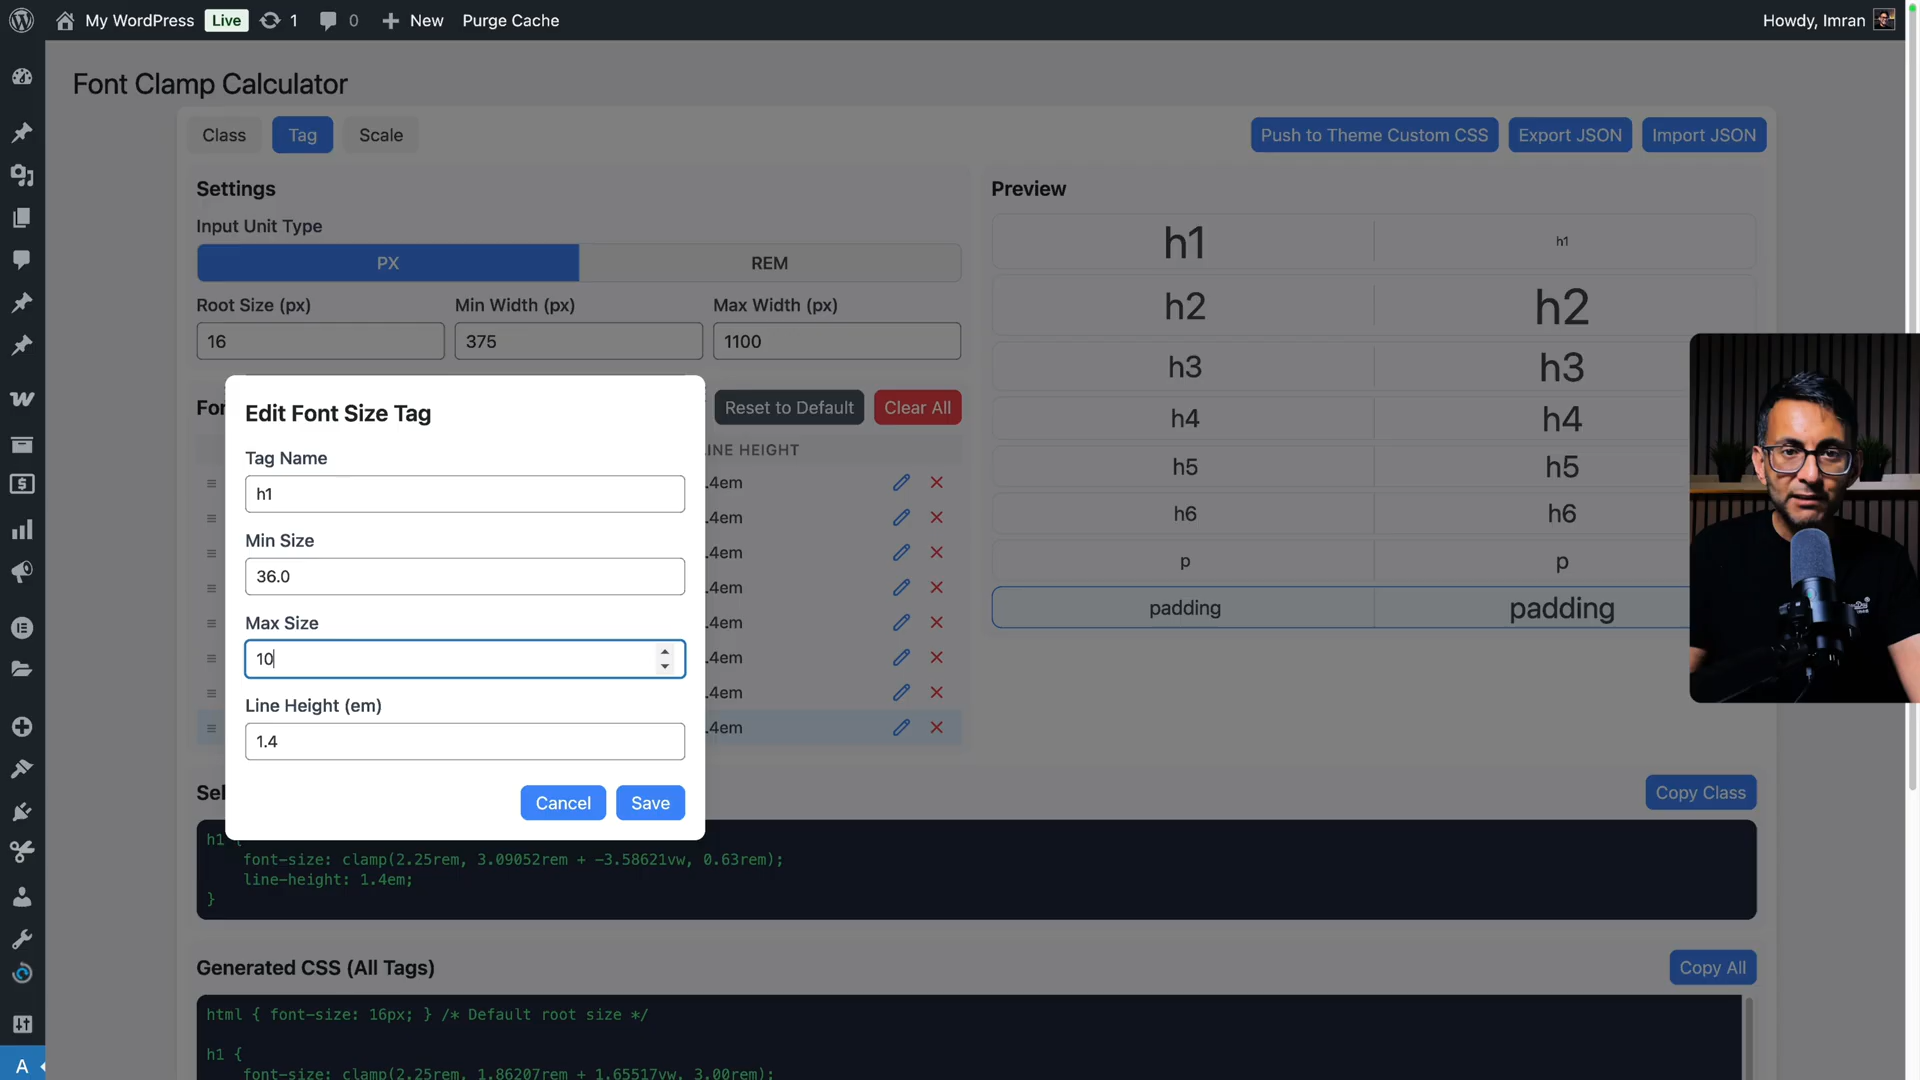 My WordPress Live 1 0 New Purge Cache Howdy, Imran
Font Clamp Calculator
Class Tag Scale Push to Theme Custom CSS Export JSON Import JSON
Settings
Input Unit Type
PX REM
Root Size (px) Min Width (px) Max Width (px)
16 375 1100
For Reset to Default Clear All
INE HEIGHT
.4em
.4em
.4em
.4em
.4em
.4em
.4em
.4em
Edit Font Size Tag
Tag Name
h1
Min Size
36.0
Max Size
10
Line Height (em)
1.4
Cancel Save
Preview
h1 h1
h2 h2
h3 h3
h4 h4
h5 h5
h6 h6
p p
padding padding
Sel Copy Class
h1 {
font-size: clamp(2.25rem, 3.09052rem + -3.58621vw, 0.63rem);
line-height: 1.4em;
}
Generated CSS (All Tags) Copy All
html { font-size: 16px; } /* Default root size */
h1 {
font-size: clamp(2.25rem, 1.86207rem + 1.65517vw, 3.00rem);
A